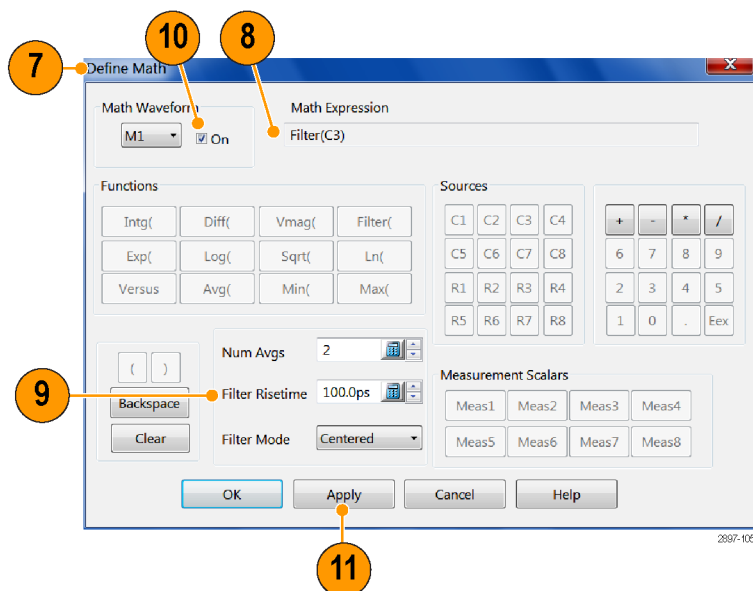 10
8
7
Define Math
X
Math Waveform
Math Expression
M1
On
Filter(C3)
Functions
Sources
Intg(
Diff(
Vmag(
Filter(
C1
C2
C3
C4
+
-
*
/
Exp(
Log(
Sqrt(
Ln(
C5
C6
C7
C8
6
7
8
9
Versus
Avg(
Min(
Max(
R1
R2
R3
R4
2
3
4
5
R5
R6
R7
R8
1
0
.
Eex
(
)
Num Avgs
2
9
Backspace
Filter Risetime
100.0ps
Measurement Scalars
Meas1
Meas2
Meas3
Meas4
Clear
Filter Mode
Centered
Meas5
Meas6
Meas7
Meas8
OK
Apply
Cancel
Help
2897-105
11